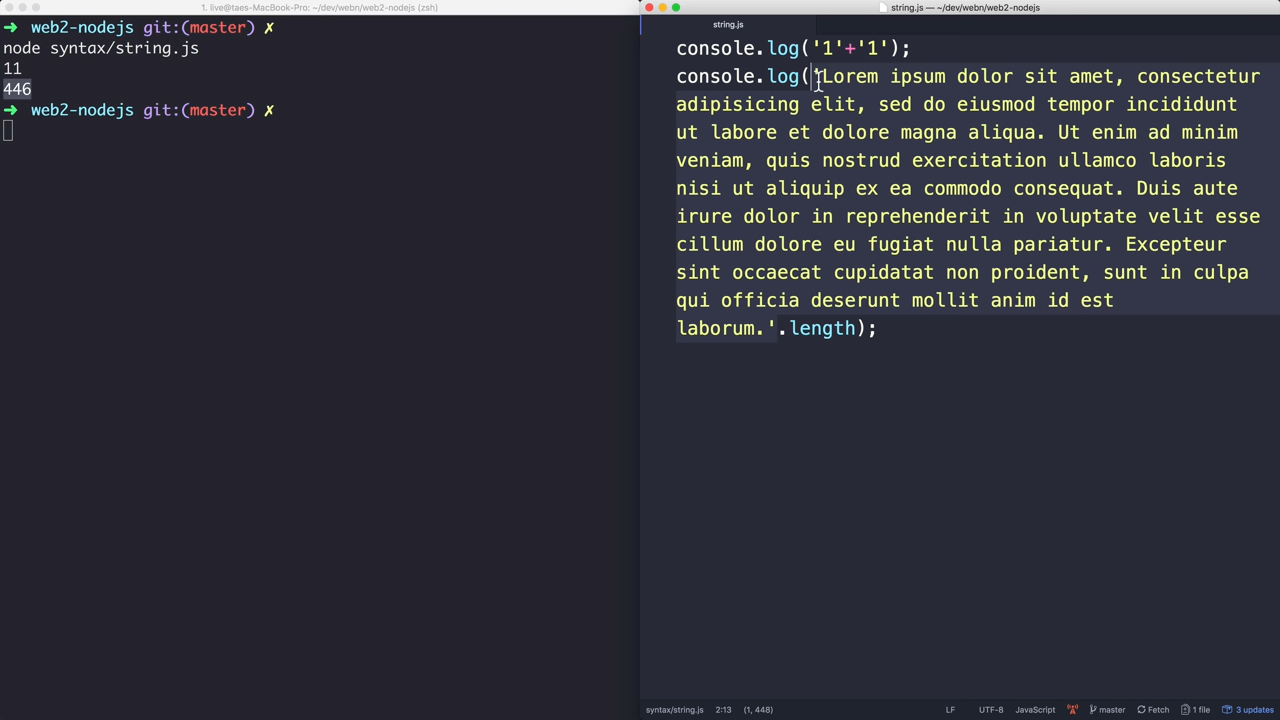 1. live@taes-MacBook-Pro: ~/dev/webn/web2-nodejs (zsh)
➜ web2-nodejs git:(master) ✗
node syntax/string.js
11
446
➜ web2-nodejs git:(master) ✗
string.js — ~/dev/webn/web2-nodejs
string.js
console.log('1'+'1');
console.log('Lorem ipsum dolor sit amet, consectetur
adipisicing elit, sed do eiusmod tempor incididunt
ut labore et dolore magna aliqua. Ut enim ad minim
veniam, quis nostrud exercitation ullamco laboris
nisi ut aliquip ex ea commodo consequat. Duis aute
irure dolor in reprehenderit in voluptate velit esse
cillum dolore eu fugiat nulla pariatur. Excepteur
sint occaecat cupidatat non proident, sunt in culpa
qui officia deserunt mollit anim id est
laborum.'.length);
syntax/string.js 2:13 (1, 448) LF UTF-8 JavaScript master Fetch 1 file 3 updates